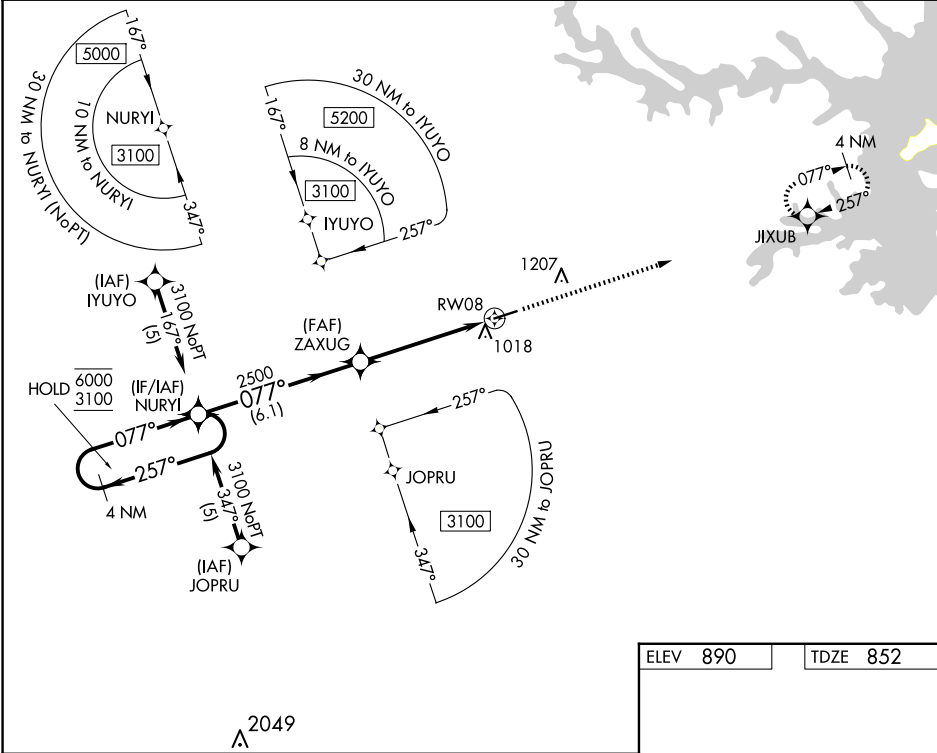 167°
5000
30 NM to NURYI (NoPT)
10 NM to NURYI
NURYI
3100
347°
30 NM to IYUYO
5200
167°
8 NM to IYUYO
3100
IYUYO
257°
4 NM
077°
257°
JIXUB
(IAF)
IYUYO
3100 NoPT
167°
(5)
1207
RW08
1018
(FAF)
ZAXUG
HOLD
6000
3100
(IF/IAF)
NURYI
2500
077°
(6.1)
077°
257°
4 NM
3100 NoPT
347°
(5)
(IAF)
JOPRU
257°
JOPRU
3100
30 NM to JOPRU
347°
ELEV 890
TDZE 852
2049